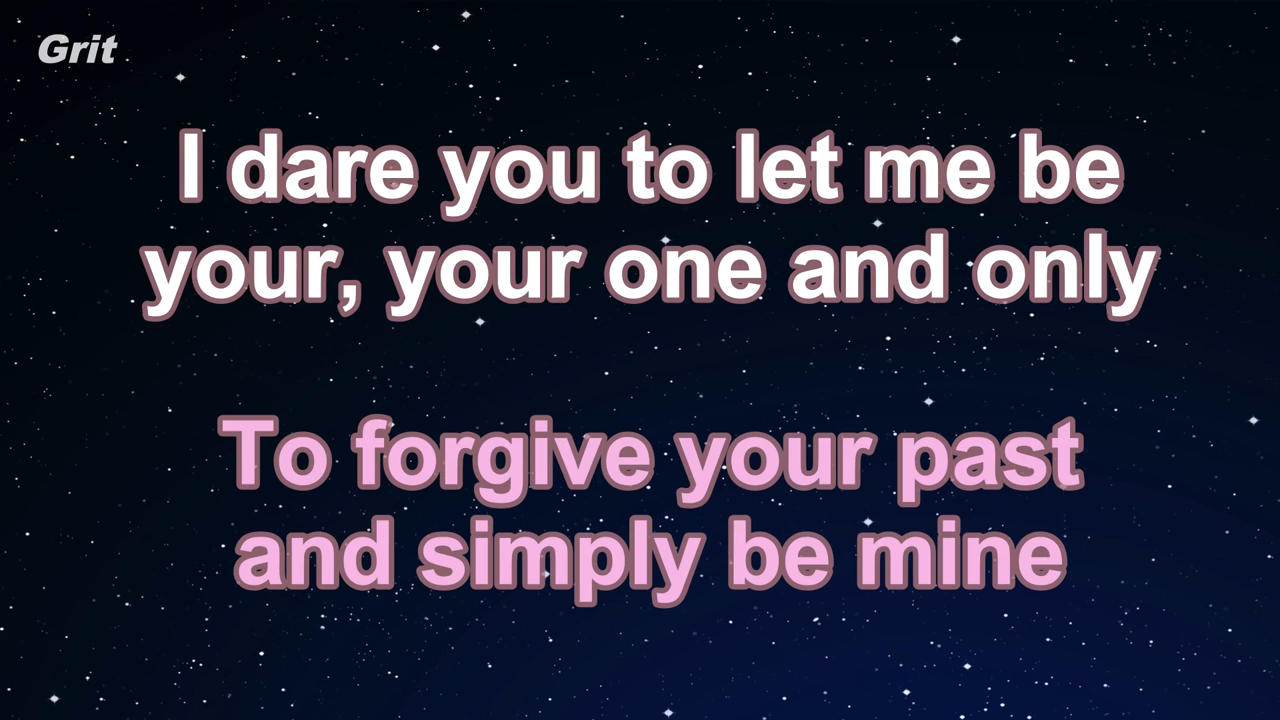 Grit
I dare you to let me be
your, your one and only
To forgive your past
and simply be mine